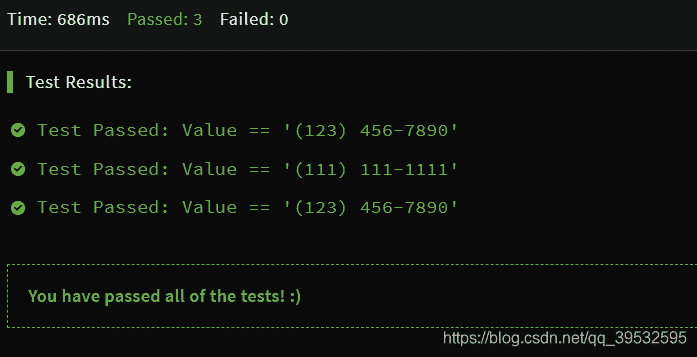 Time: 686ms Passed: 3 Failed: 0
Test Results:
Test Passed: Value == '(123) 456-7890'
Test Passed: Value == '(111) 111-1111'
Test Passed: Value == '(123) 456-7890'
You have passed all of the tests! :)
https://blog.csdn.net/qq_39532595